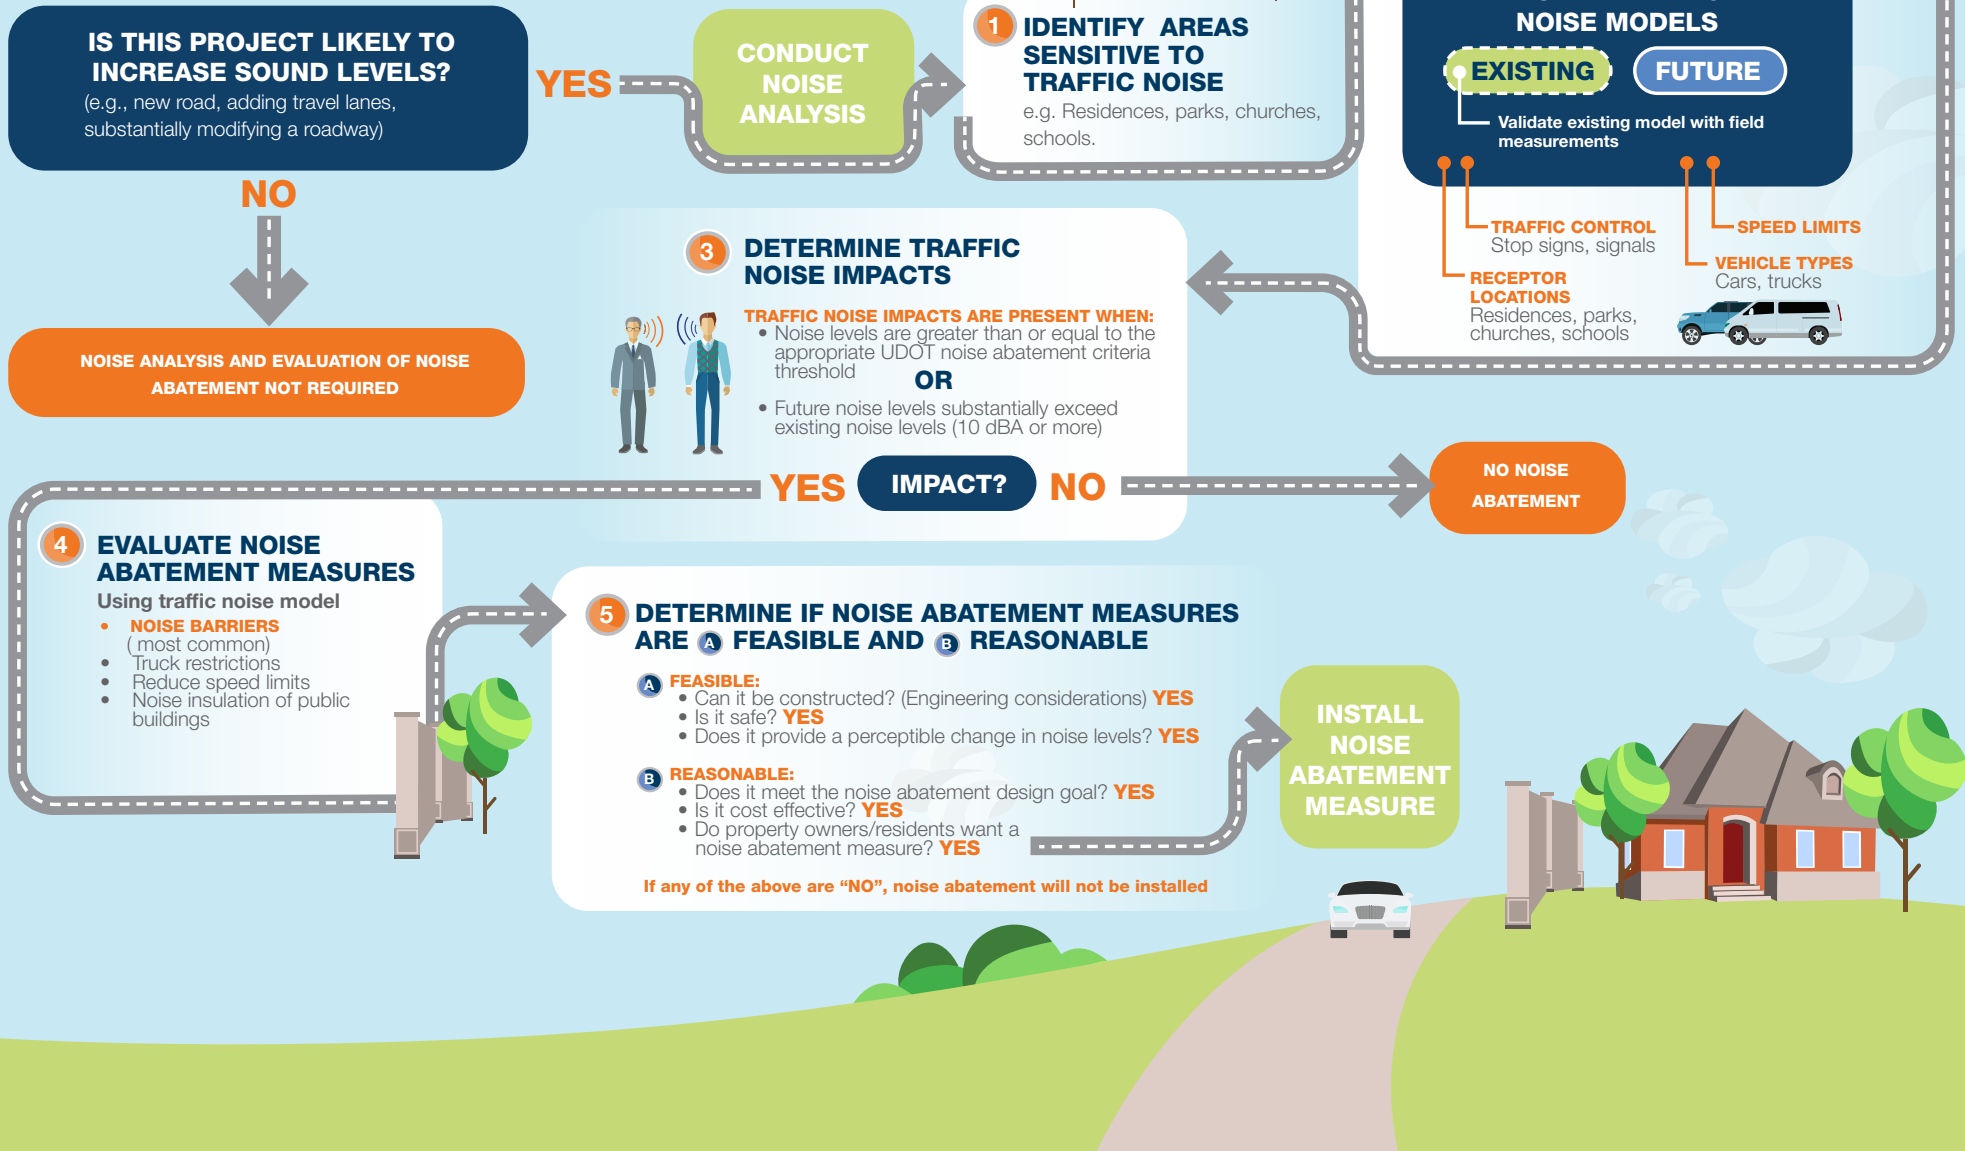 IS THIS PROJECT LIKELY TO
INCREASE SOUND LEVELS?
(e.g., new road, adding travel lanes,
substantially modifying a roadway)
YES
NO
NOISE ANALYSIS AND EVALUATION OF NOISE
ABATEMENT NOT REQUIRED
CONDUCT
NOISE
ANALYSIS
1
IDENTIFY AREAS
SENSITIVE TO
TRAFFIC NOISE
e.g. Residences, parks, churches,
schools.
NOISE MODELS
EXISTING
FUTURE
Validate existing model with field
measurements
TRAFFIC CONTROL
Stop signs, signals
RECEPTOR
LOCATIONS
Residences, parks,
churches, schools
SPEED LIMITS
VEHICLE TYPES
Cars, trucks
3
DETERMINE TRAFFIC
NOISE IMPACTS
TRAFFIC NOISE IMPACTS ARE PRESENT WHEN:
• Noise levels are greater than or equal to the
appropriate UDOT noise abatement criteria
threshold
OR
• Future noise levels substantially exceed
existing noise levels (10 dBA or more)
YES
IMPACT?
NO
NO NOISE
ABATEMENT
4
EVALUATE NOISE
ABATEMENT MEASURES
Using traffic noise model
• NOISE BARRIERS
( most common)
• Truck restrictions
• Reduce speed limits
• Noise insulation of public
buildings
5
DETERMINE IF NOISE ABATEMENT MEASURES
ARE A FEASIBLE AND B REASONABLE
A FEASIBLE:
• Can it be constructed? (Engineering considerations) YES
• Is it safe? YES
• Does it provide a perceptible change in noise levels? YES
B REASONABLE:
• Does it meet the noise abatement design goal? YES
• Is it cost effective? YES
• Do property owners/residents want a
noise abatement measure? YES
If any of the above are “NO”, noise abatement will not be installed
INSTALL
NOISE
ABATEMENT
MEASURE